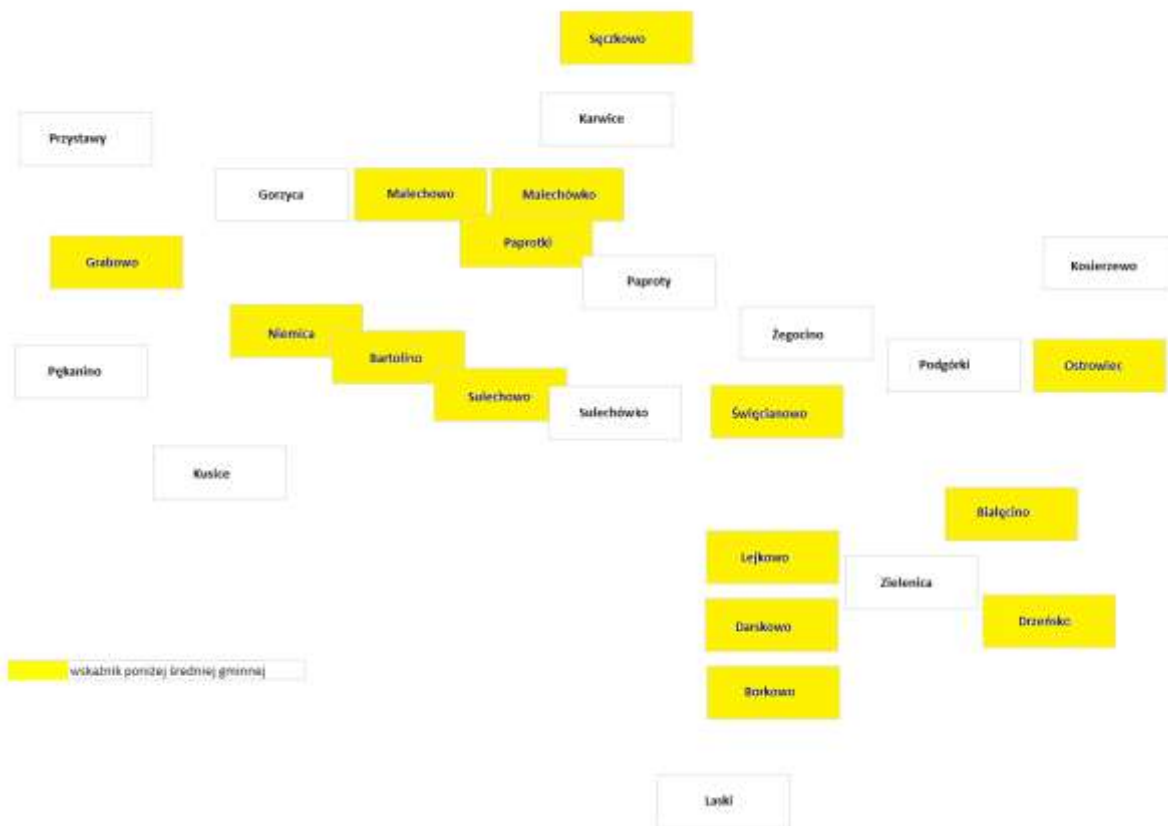 Sęczkowo
Karwice
Przystawy
Gorzyca
Malechowo
Malechówko
Paprotki
Grabowo
Paproty
Kosierzewo
Niemica
Żegocino
Bartolino
Pękanino
Podgórki
Ostrowiec
Sulechowo
Sulechówko
Święcianowo
Kusice
Białęcino
Lejkowo
Zielenica
Darskowo
Drzeńsko
wskaźnik poniżej średniej gminnej
Borkowo
Laski